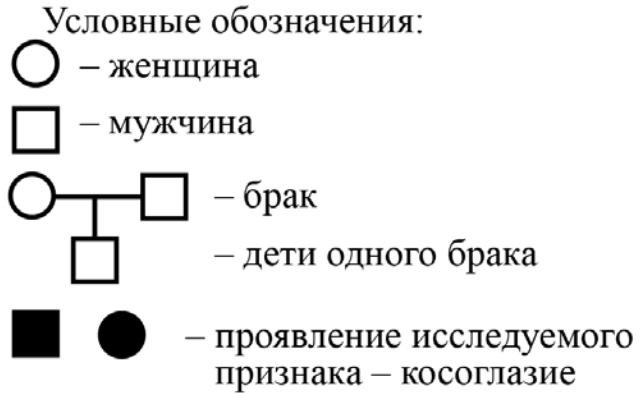 Условные обозначения:
– женщина
– мужчина
– брак
– дети одного брака
– проявление исследуемого
признака – косоглазие